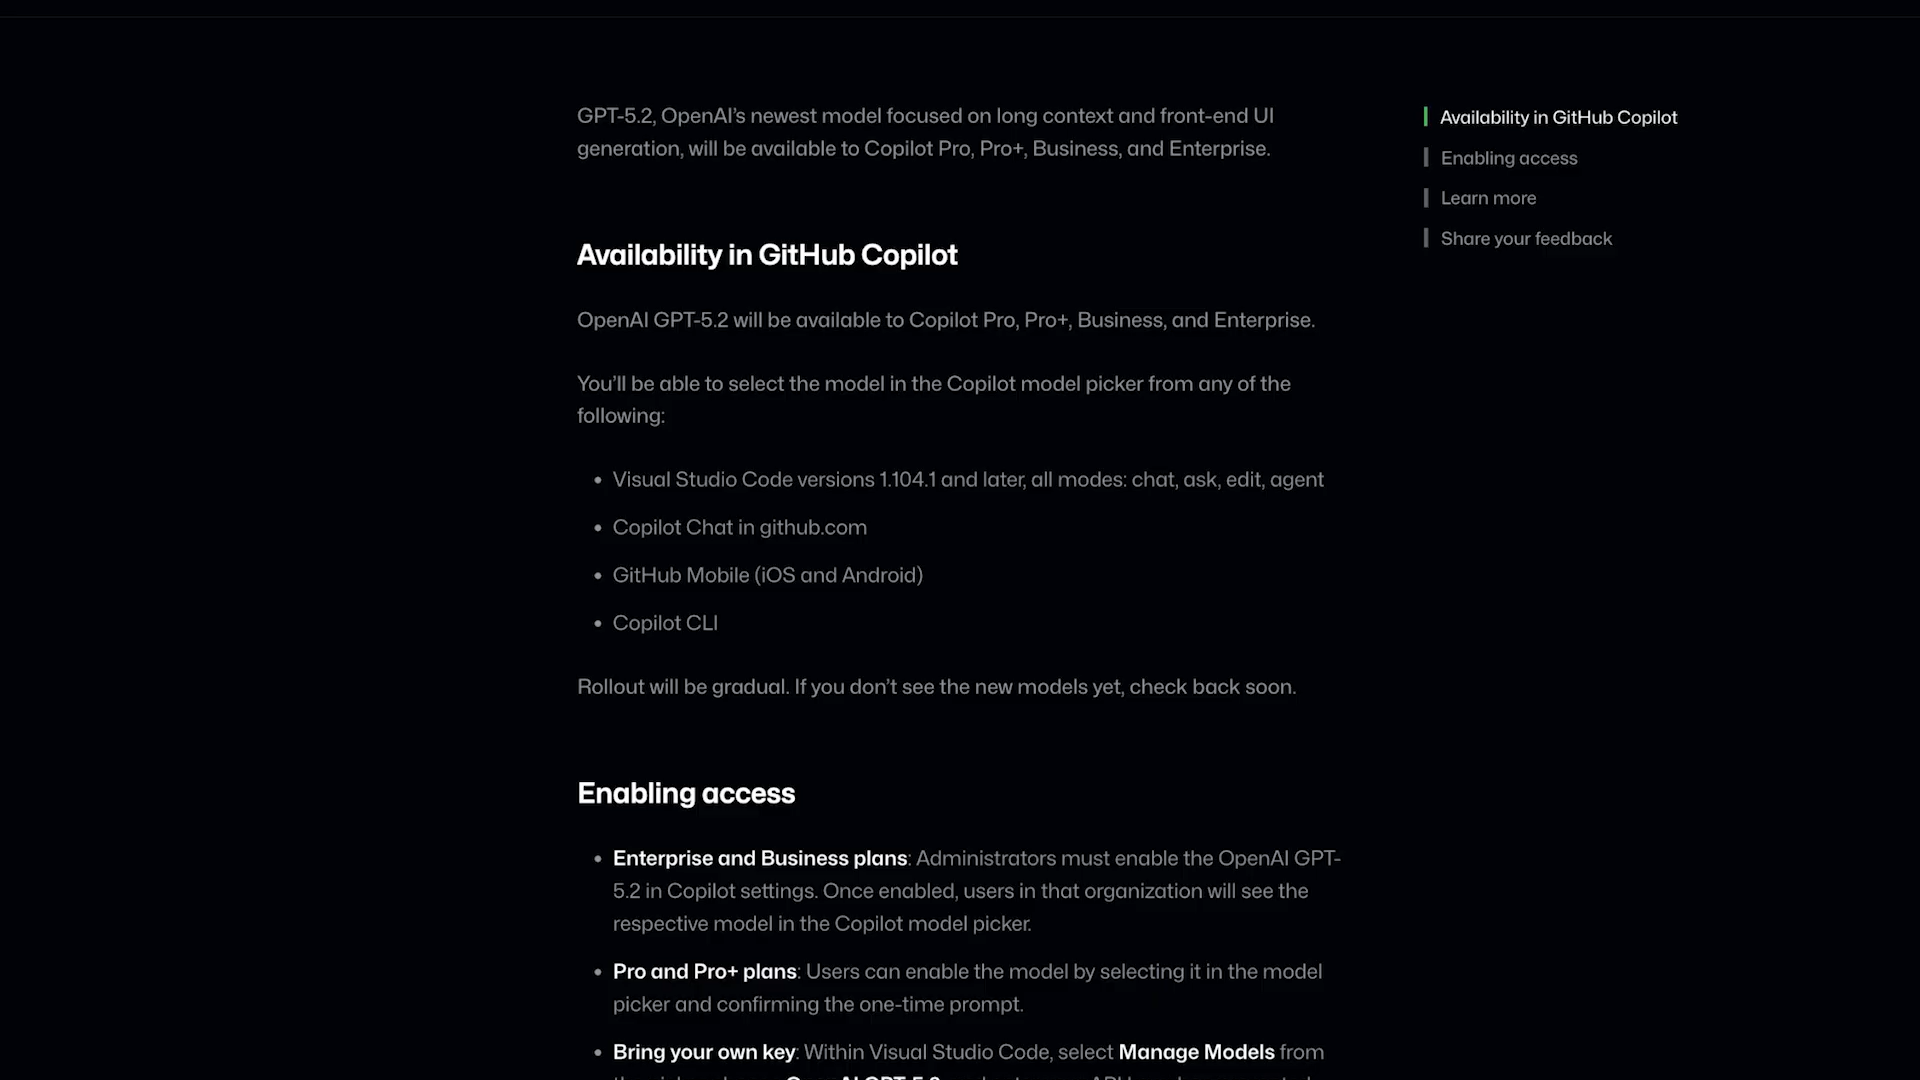 GPT-5.2, OpenAI’s newest model focused on long context and front-end UI
generation, will be available to Copilot Pro, Pro+, Business, and Enterprise.
Availability in GitHub Copilot
OpenAI GPT-5.2 will be available to Copilot Pro, Pro+, Business, and Enterprise.
You’ll be able to select the model in the Copilot model picker from any of the
following:
• Visual Studio Code versions 1.104.1 and later, all modes: chat, ask, edit, agent
• Copilot Chat in github.com
• GitHub Mobile (iOS and Android)
• Copilot CLI
Rollout will be gradual. If you don’t see the new models yet, check back soon.
Enabling access
• Enterprise and Business plans: Administrators must enable the OpenAI GPT-
5.2 in Copilot settings. Once enabled, users in that organization will see the
respective model in the Copilot model picker.
• Pro and Pro+ plans: Users can enable the model by selecting it in the model
picker and confirming the one-time prompt.
• Bring your own key: Within Visual Studio Code, select Manage Models from
OpenAI GPT-5.2
Availability in GitHub Copilot
Enabling access
Learn more
Share your feedback